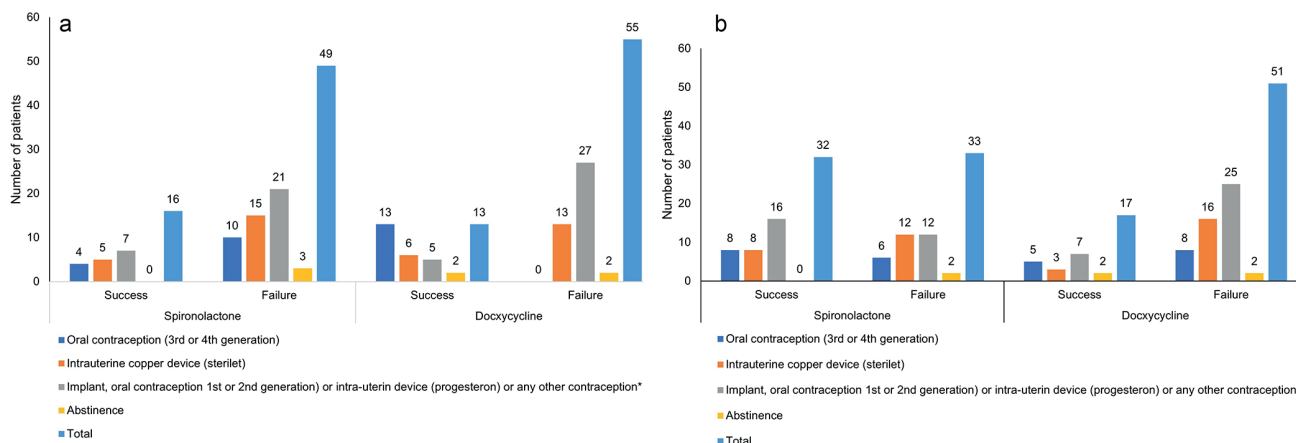 a
Number of patients
60
50
40
30
20
10
0
4 5 7 0 16
10 15 21 3 49
13 6 5 2 13
0 13 27 2 55
Success Failure Success Failure
Spironolactone Docxycycline
Oral contraception (3rd or 4th generation)
Intrauterine copper device (sterilet)
Implant, oral contraception 1st or 2nd generation) or intra-uterin device (progesteron) or any other contraception*
Abstinence
Total
b
Number of patients
60
50
40
30
20
10
0
8 8 16 0 32
6 12 12 2 33
5 3 7 2 17
8 16 25 2 51
Success Failure Success Failure
Spironolactone Docxycycline
Oral contraception (3rd or 4th generation)
Intrauterine copper device (sterilet)
Implant, oral contraception 1st or 2nd generation) or intra-uterin device (progesteron) or any other contraception
Abstinence
Total